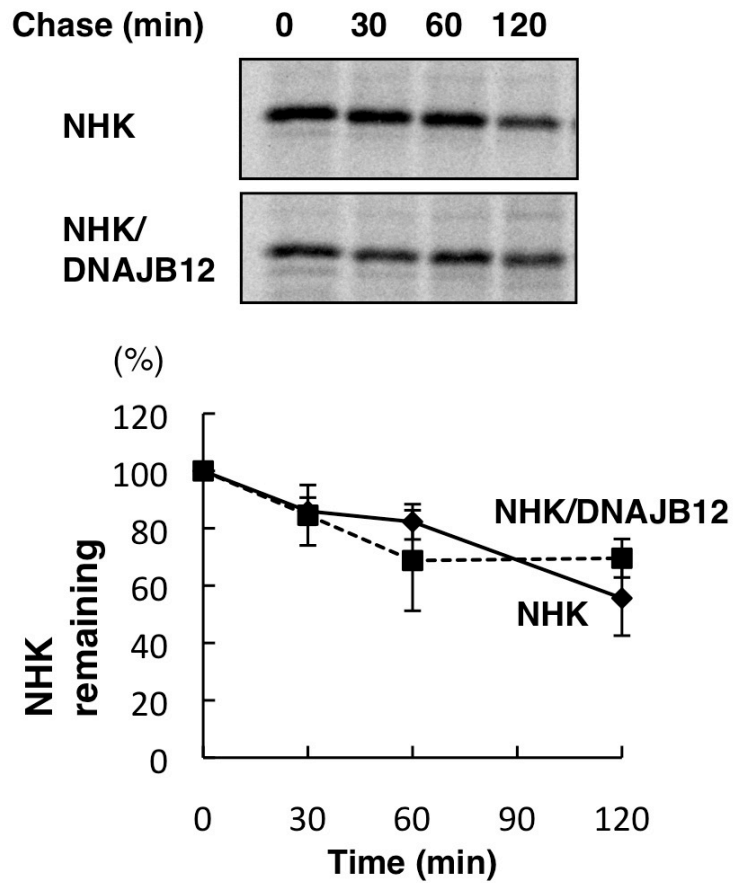 Chase (min) 0 30 60 120
NHK
NHK/
DNAJB12
(%)
120
100
80
60
40
20
0
NHK
remaining
NHK/DNAJB12
NHK
0 30 60 90 120
Time (min)